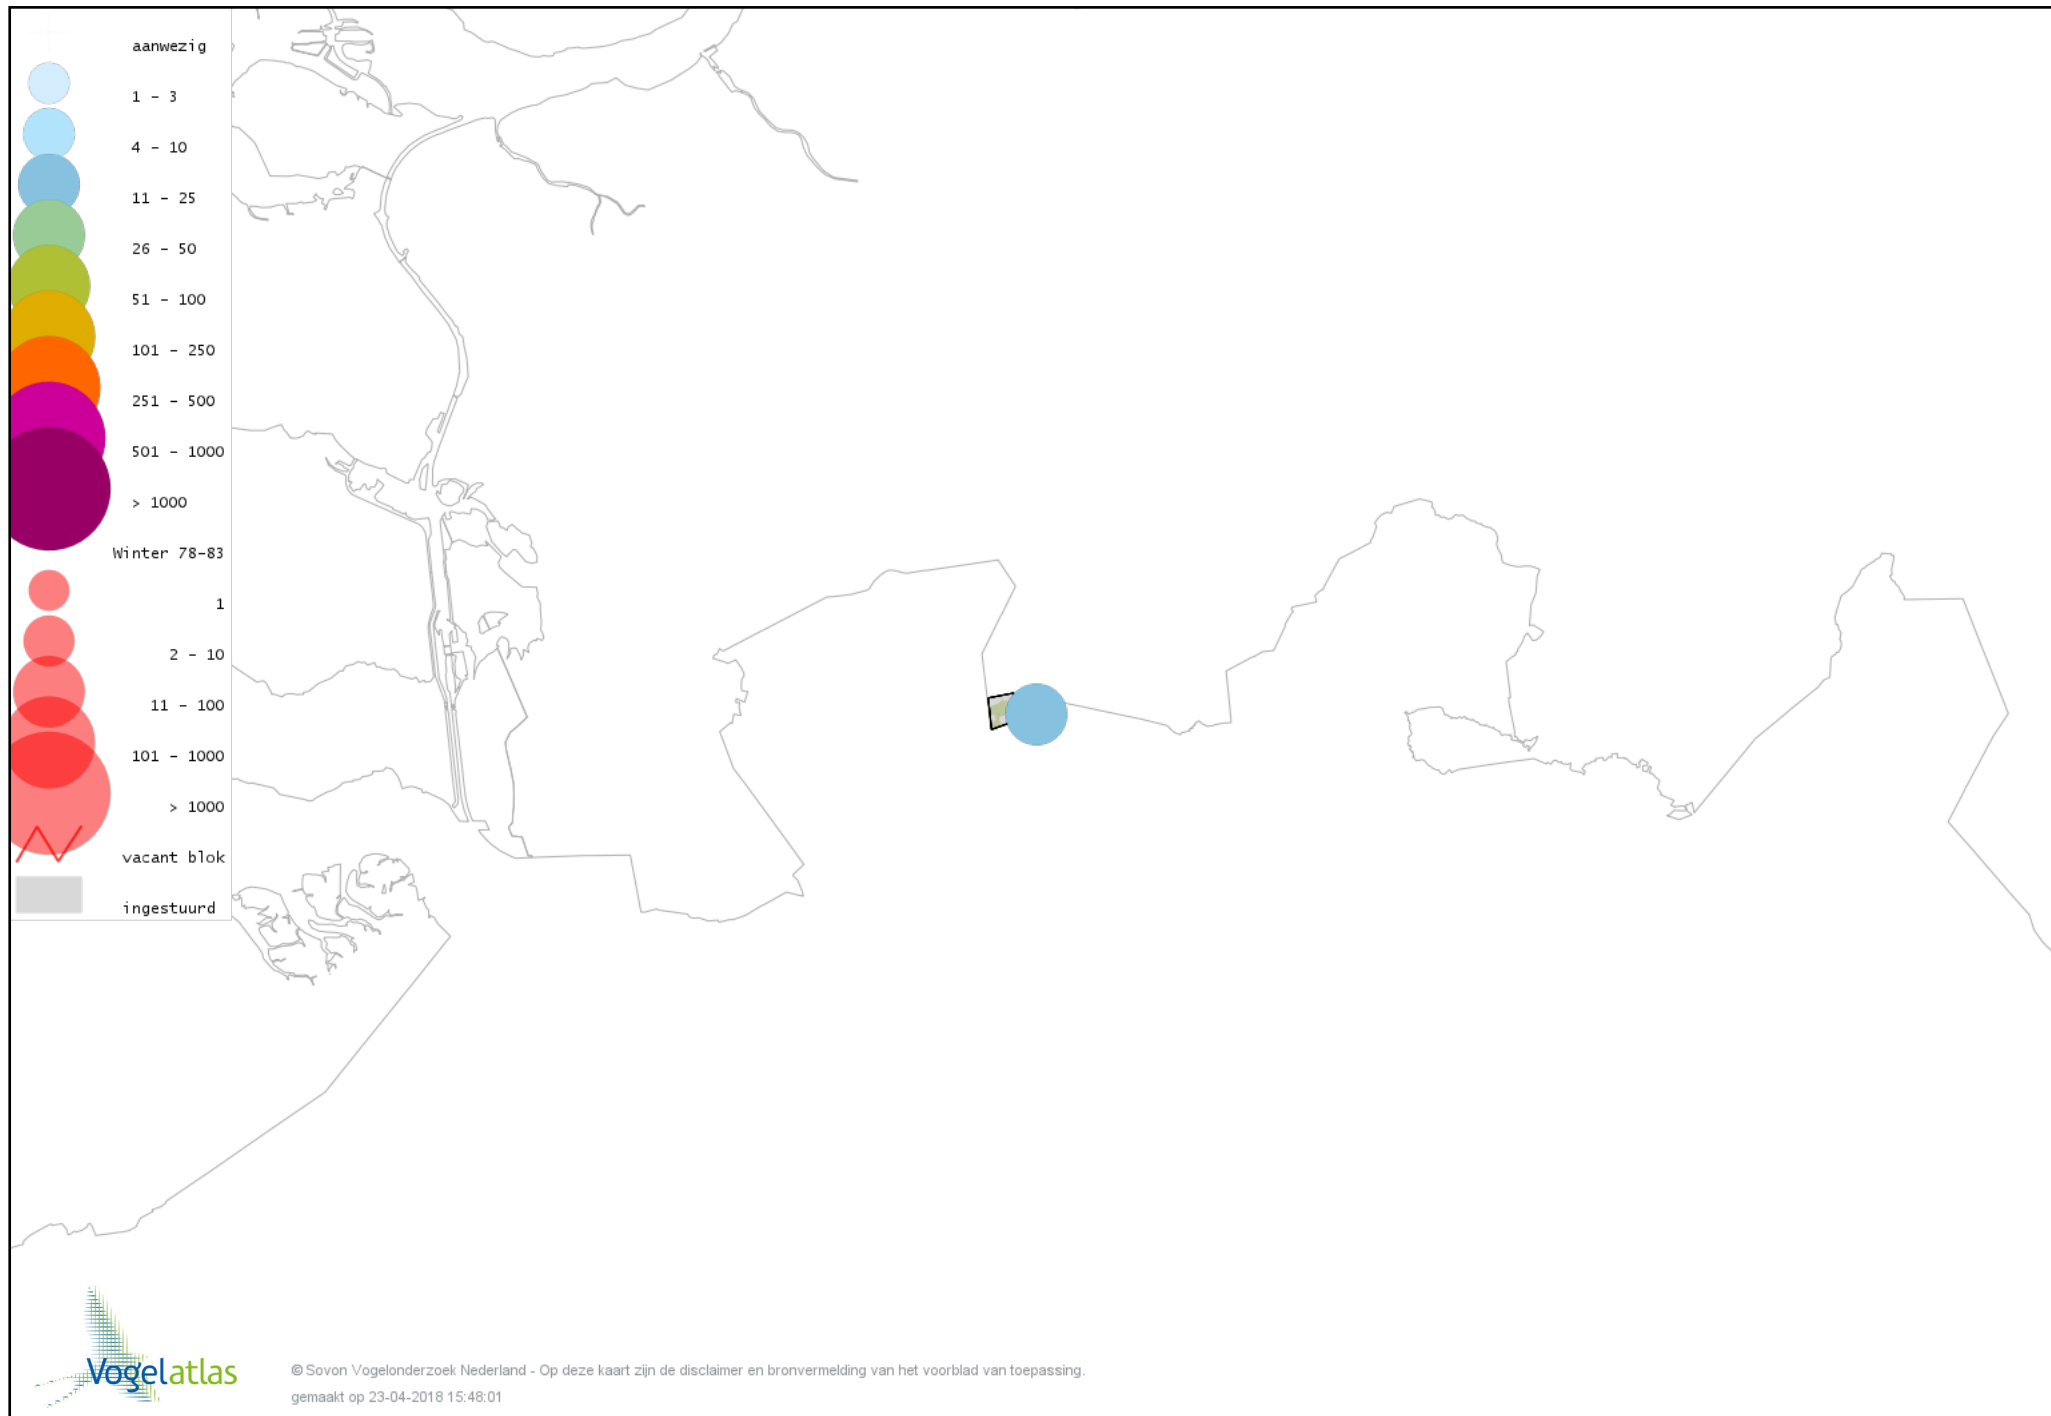 aanwezig
1 - 3
4 - 10
11 - 25
26 - 50
51 - 100
101 - 250
251 - 500
501 - 1000
> 1000
Winter 78-83
1
2 - 10
11 - 100
101 - 1000
> 1000
vacant blok
ingestuurd
Vogelatlas
© Sovon Vogelonderzoek Nederland - Op deze kaart zijn de disclaimer en bronvermelding van het voorblad van toepassing.
gemaakt op 23-04-2018 15:48:01